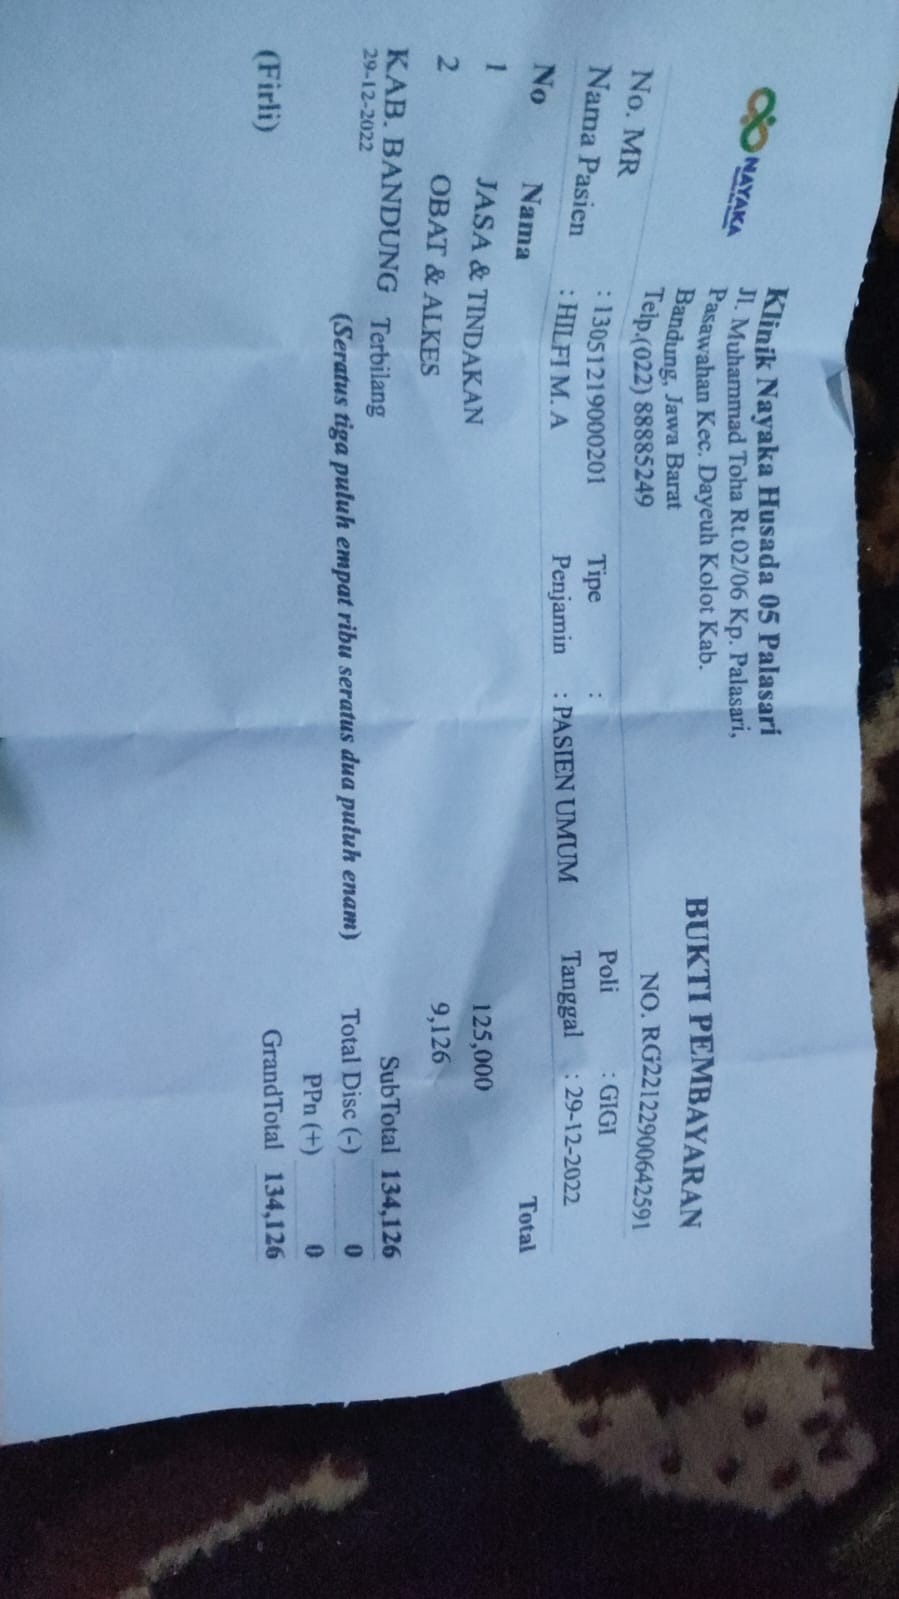 NAYAKA
Klinik Nayaka Husada 05 Palasari
Jl. Muhammad Toha Rt.02/06 Kp. Palasari,
Pasawahan Kec. Dayeuh Kolot Kab.
Bandung, Jawa Barat
Telp.(022) 88885249
BUKTI PEMBAYARAN
NO. RG22122900642591
No. MR : 13051219000201 Tipe : Poli : GIGI
Nama Pasien : HILFI M. A Penjamin : PASIEN UMUM Tanggal : 29-12-2022
No Nama Total
1 JASA & TINDAKAN 125,000
2 OBAT & ALKES 9,126
KAB. BANDUNG Terbilang SubTotal 134,126
29-12-2022
(Seratus tiga puluh empat ribu seratus dua puluh enam) Total Disc (-) 0
PPn (+) 0
(Firli) GrandTotal 134,126